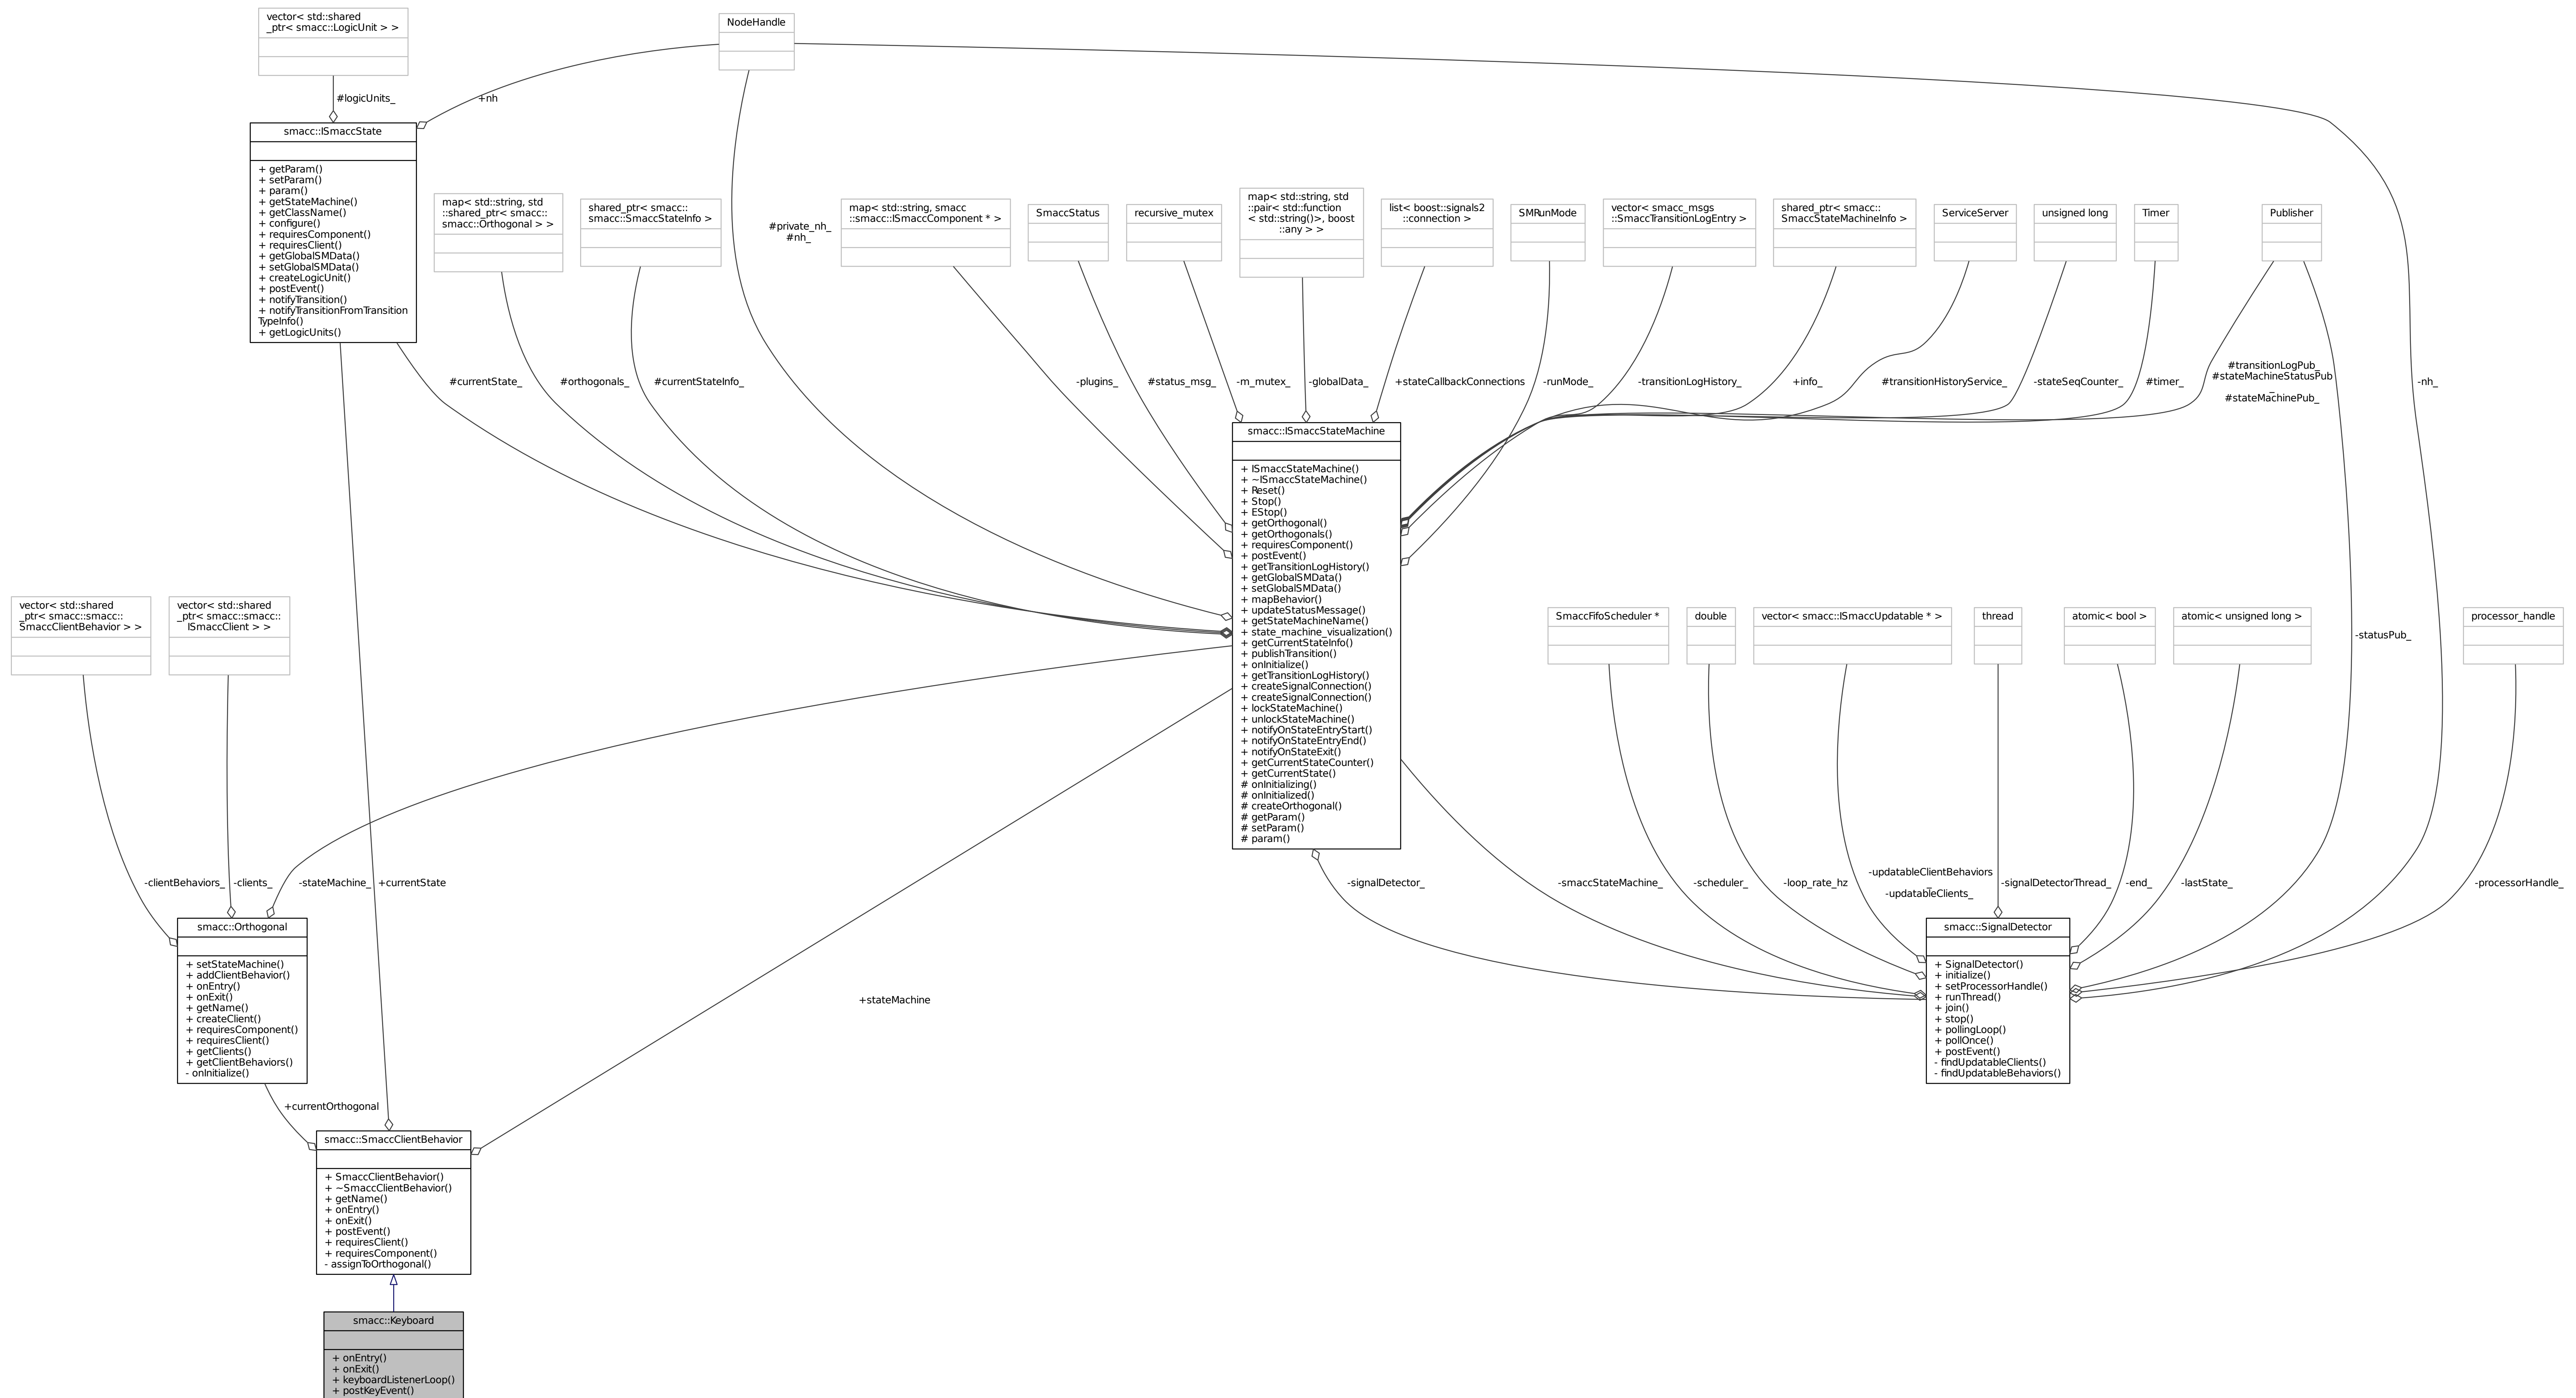 vector< std::shared
_ptr< smacc::LogicUnit > >
NodeHandle
#logicUnits_
+nh
smacc::ISmaccState
+ getParam()
+ setParam()
+ param()
+ getStateMachine()
+ getClassName()
+ configure()
+ requiresComponent()
+ requiresClient()
+ getGlobalSMData()
+ setGlobalSMData()
+ createLogicUnit()
+ postEvent()
+ notifyTransition()
+ notifyTransitionFromTransition
TypeInfo()
+ getLogicUnits()
map< std::string, std
::shared_ptr< smacc::
smacc::Orthogonal > >
shared_ptr< smacc::
smacc::SmaccStateInfo >
#private_nh_
#nh_
map< std::string, smacc
::smacc::ISmaccComponent * >
SmaccStatus
recursive_mutex
map< std::string, std
::pair< std::function
< std::string()>, boost
::any > >
list< boost::signals2
::connection >
SMRunMode
vector< smacc_msgs
::SmaccTransitionLogEntry >
shared_ptr< smacc::
SmaccStateMachineInfo >
ServiceServer
unsigned long
Timer
Publisher
#currentState_
#orthogonals_
#currentStateInfo_
-plugins_
#status_msg_
-m_mutex_
-globalData_
+stateCallbackConnections
-runMode_
-transitionLogHistory_
+info_
#transitionHistoryService_
-stateSeqCounter_
#timer_
#transitionLogPub_
#stateMachineStatusPub
_
#stateMachinePub_
-nh_
smacc::ISmaccStateMachine
+ ISmaccStateMachine()
+ ~ISmaccStateMachine()
+ Reset()
+ Stop()
+ EStop()
+ getOrthogonal()
+ getOrthogonals()
+ requiresComponent()
+ postEvent()
+ getTransitionLogHistory()
+ getGlobalSMData()
+ setGlobalSMData()
+ mapBehavior()
+ updateStatusMessage()
+ getStateMachineName()
+ state_machine_visualization()
+ getCurrentStateInfo()
+ publishTransition()
+ onInitialize()
+ getTransitionLogHistory()
+ createSignalConnection()
+ createSignalConnection()
+ lockStateMachine()
+ unlockStateMachine()
+ notifyOnStateEntryStart()
+ notifyOnStateEntryEnd()
+ notifyOnStateExit()
+ getCurrentStateCounter()
+ getCurrentState()
# onInitializing()
# onInitialized()
# createOrthogonal()
# getParam()
# setParam()
# param()
vector< std::shared
_ptr< smacc::smacc::
SmaccClientBehavior > >
vector< std::shared
_ptr< smacc::smacc::
ISmaccClient > >
SmaccFifoScheduler *
double
vector< smacc::ISmaccUpdatable * >
thread
atomic< bool >
atomic< unsigned long >
-statusPub_
processor_handle
-clientBehaviors_
-clients_
-stateMachine_
+currentState
-signalDetector_
-smaccStateMachine_
-scheduler_
-loop_rate_hz
-updatableClientBehaviors
_
-updatableClients_
-signalDetectorThread_
-end_
-lastState_
-processorHandle_
smacc::Orthogonal
+ setStateMachine()
+ addClientBehavior()
+ onEntry()
+ onExit()
+ getName()
+ createClient()
+ requiresComponent()
+ requiresClient()
+ getClients()
+ getClientBehaviors()
- onInitialize()
+stateMachine
smacc::SignalDetector
+ SignalDetector()
+ initialize()
+ setProcessorHandle()
+ runThread()
+ join()
+ stop()
+ pollingLoop()
+ pollOnce()
+ postEvent()
- findUpdatableClients()
- findUpdatableBehaviors()
+currentOrthogonal
smacc::SmaccClientBehavior
+ SmaccClientBehavior()
+ ~SmaccClientBehavior()
+ getName()
+ onEntry()
+ onExit()
+ postEvent()
+ requiresClient()
+ requiresComponent()
- assignToOrthogonal()
smacc::Keyboard
+ onEntry()
+ onExit()
+ keyboardListenerLoop()
+ postKeyEvent()